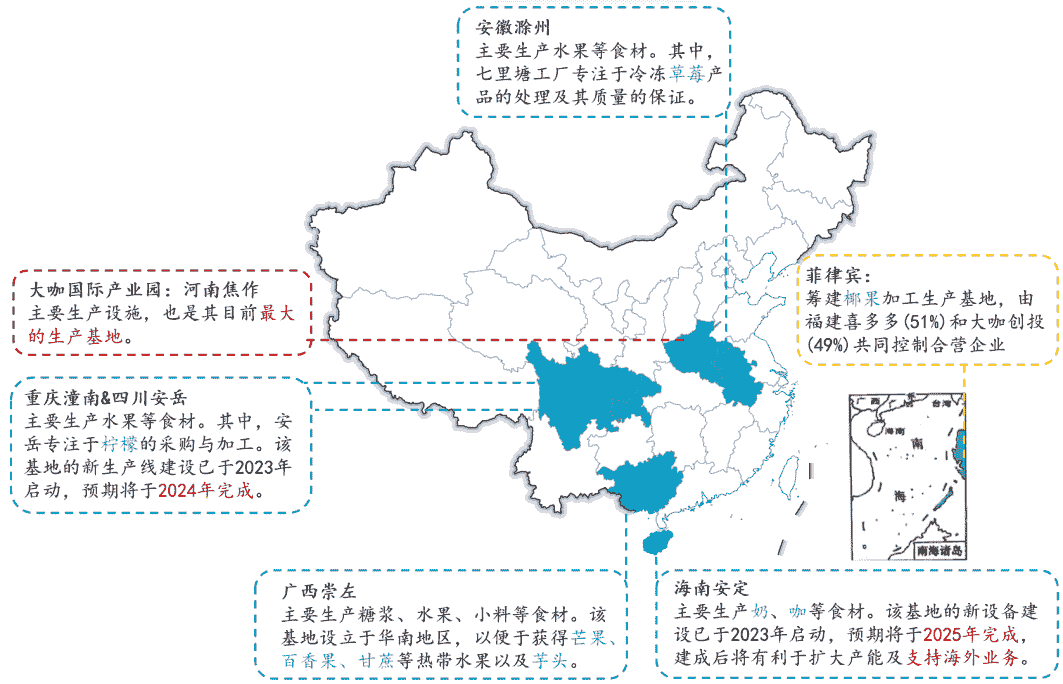 安徽滁州
主要生产水果等食材。其中,
七里塘工厂专注于冷冻草莓产
品的处理及其质量的保证。
大咖国际产业园：河南焦作
主要生产设施，也是其目前最大
的生产基地。
菲律宾：
筹建椰果加工生产基地，由
福建喜多多(51%)和大咖创投
(49%)共同控制合营企业
重庆潼南&四川安岳
主要生产水果等食材。其中，安
岳专注于柠檬的采购与加工。该
基地的新生产线建设已于2023年
启动，预期将于2024年完成。
广西
台湾
海南
南
海
南海诸岛
广西崇左
主要生产糖浆、水果、小料等食材。该
基地设立于华南地区，以便于获得芒果、
百香果、甘蔗等热带水果以及芋头。
海南安定
主要生产奶、咖等食材。该基地的新设备建
设已于2023年启动，预期将于2025年完成，
建成后将有利于扩大产能及支持海外业务。